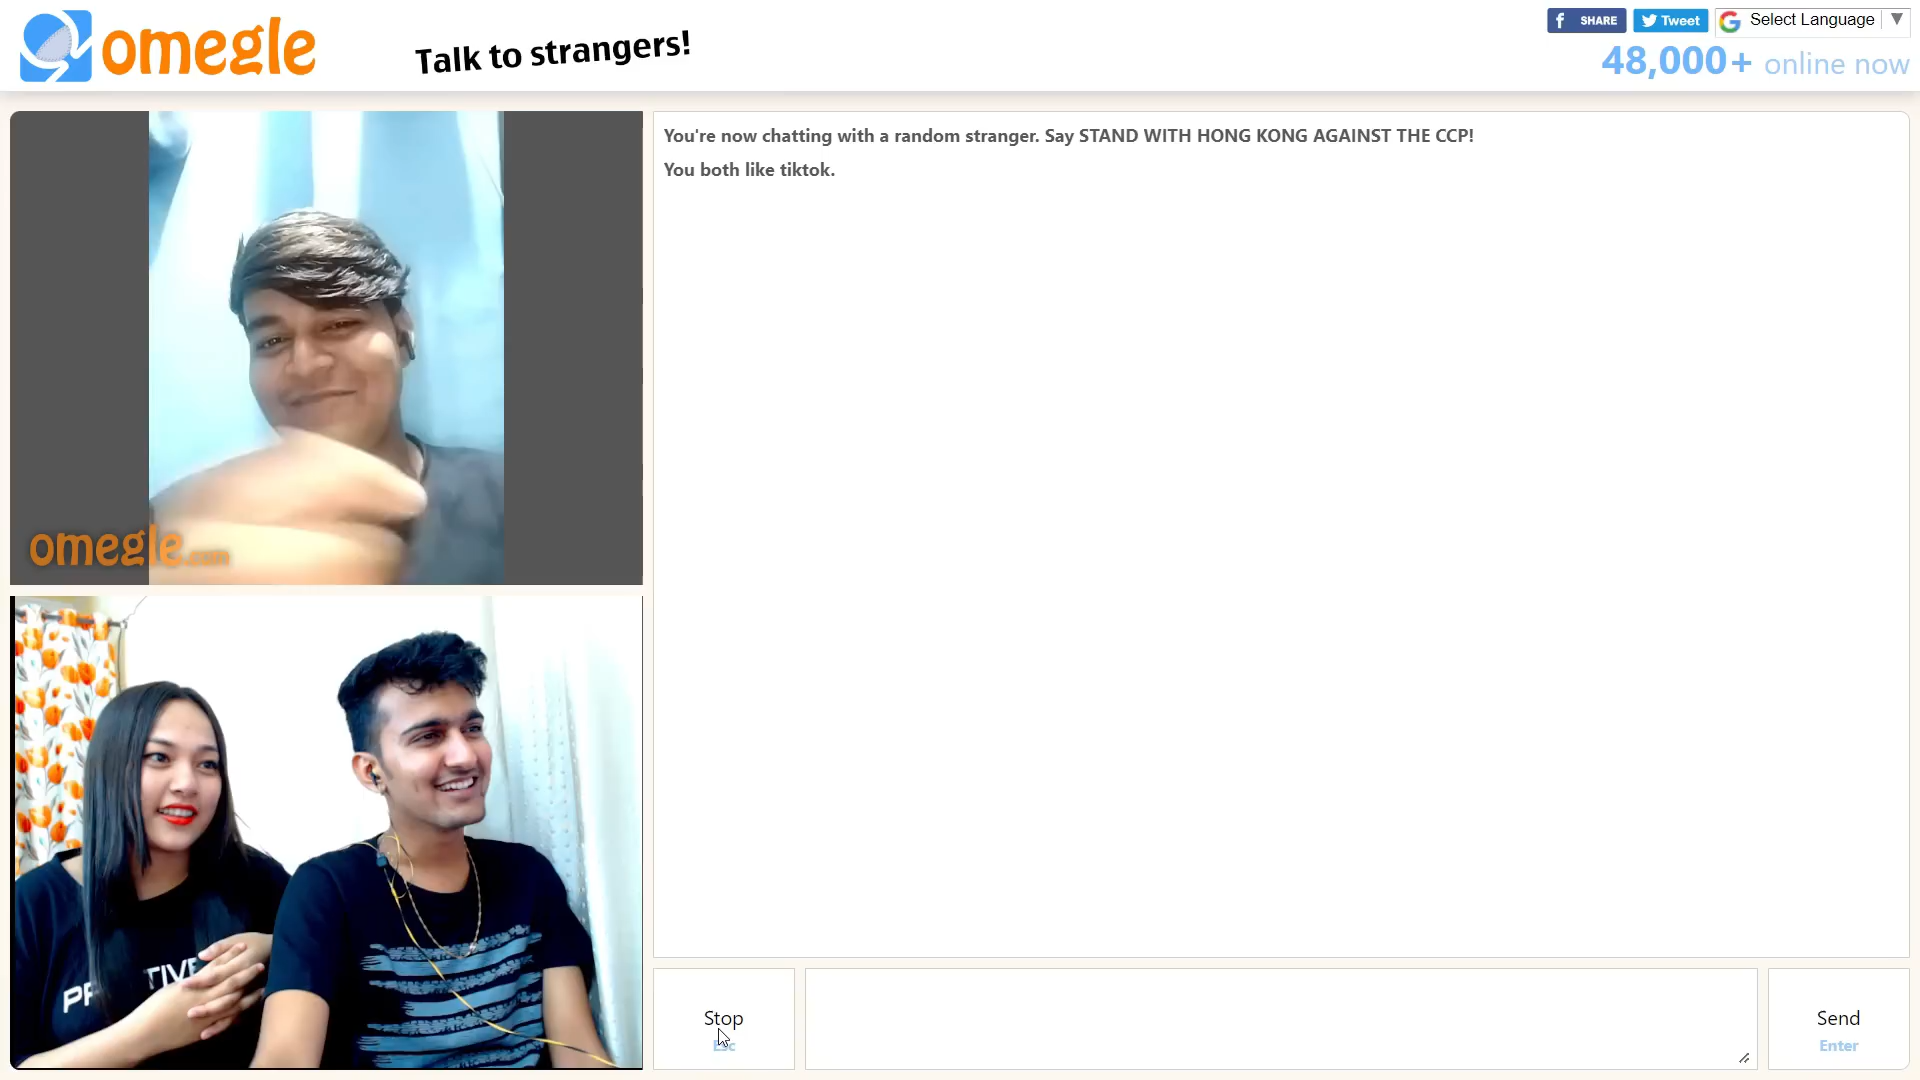 omegle
Talk to strangers!
SHARE
Tweet
Select Language
48,000+ online now
You're now chatting with a random stranger. Say STAND WITH HONG KONG AGAINST THE CCP!
You both like tiktok.
omegle.com
Stop
Esc
Send
Enter